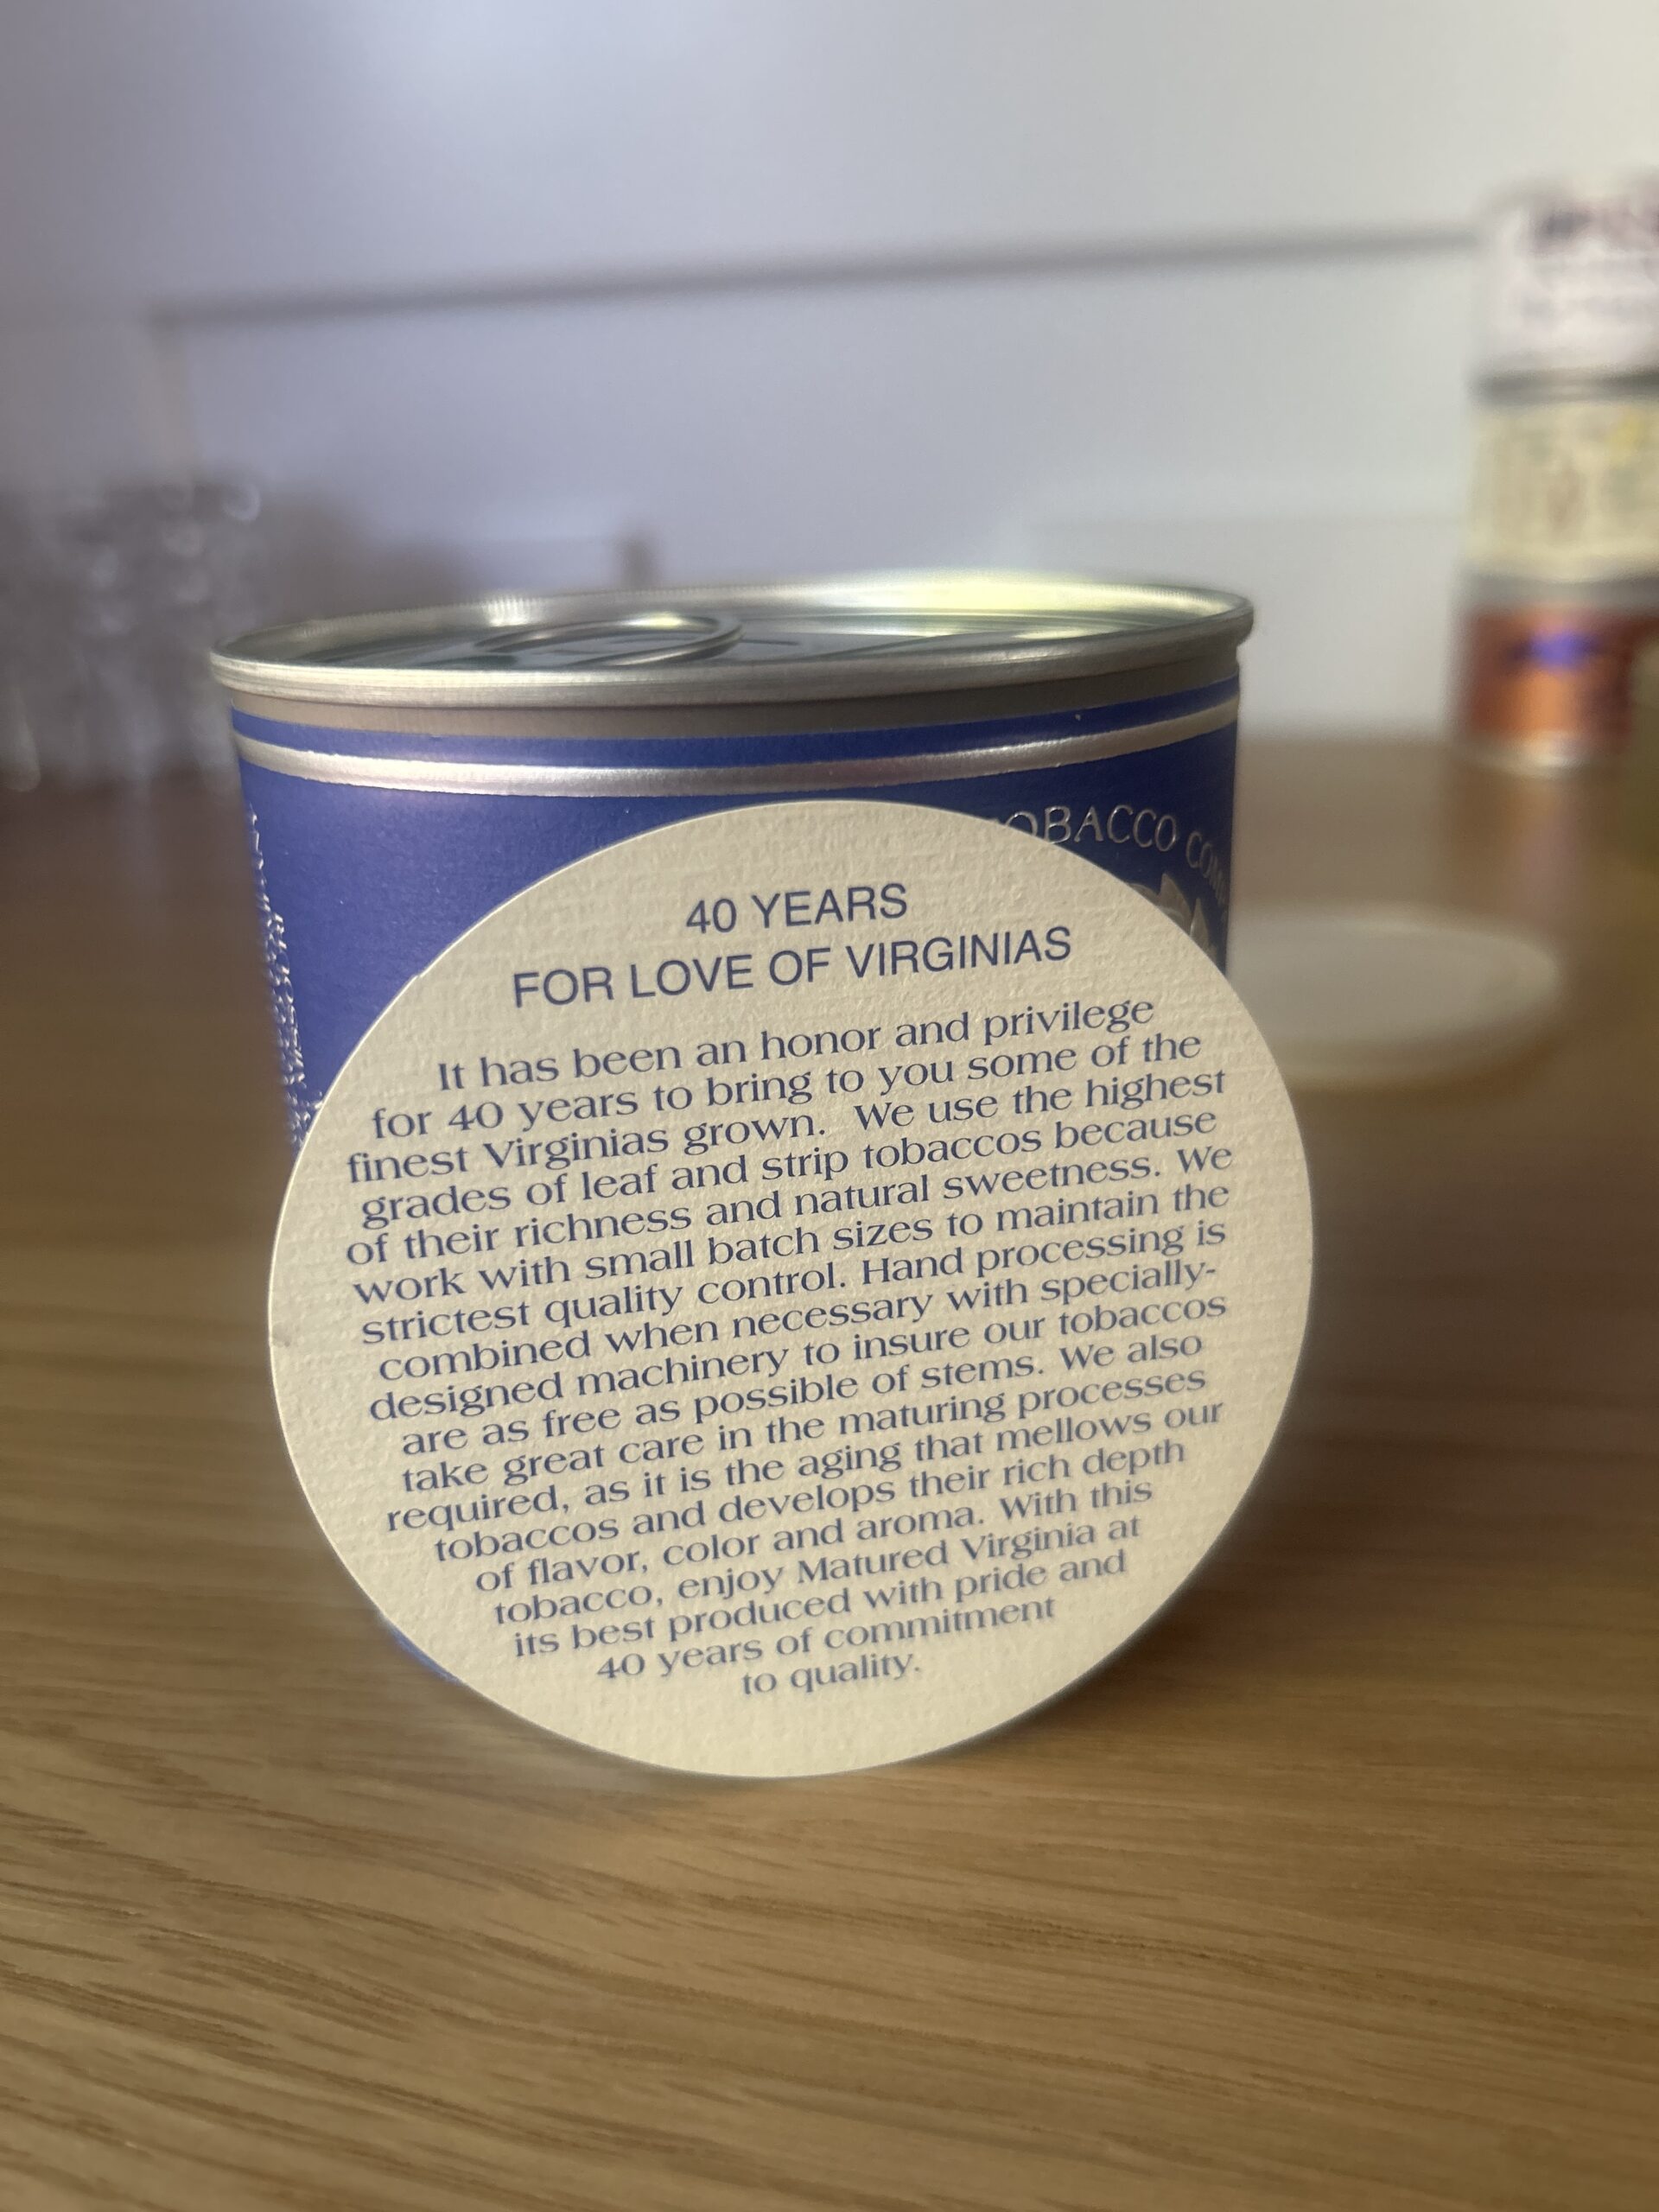 TOBACCO COMP
40 YEARS
FOR LOVE OF VIRGINIAS
It has been an honor and privilege
for 40 years to bring to you some of the
finest Virginias grown. We use the highest
grades of leaf and strip tobaccos because
of their richness and natural sweetness. We
work with small batch sizes to maintain the
strictest quality control. Hand processing is
combined when necessary with specially-
designed machinery to insure our tobaccos
are as free as possible of stems. We also
take great care in the maturing processes
required, as it is the aging that mellows our
tobaccos and develops their rich depth
of flavor, color and aroma. With this
tobacco, enjoy Matured Virginia at
its best produced with pride and
40 years of commitment
to quality.